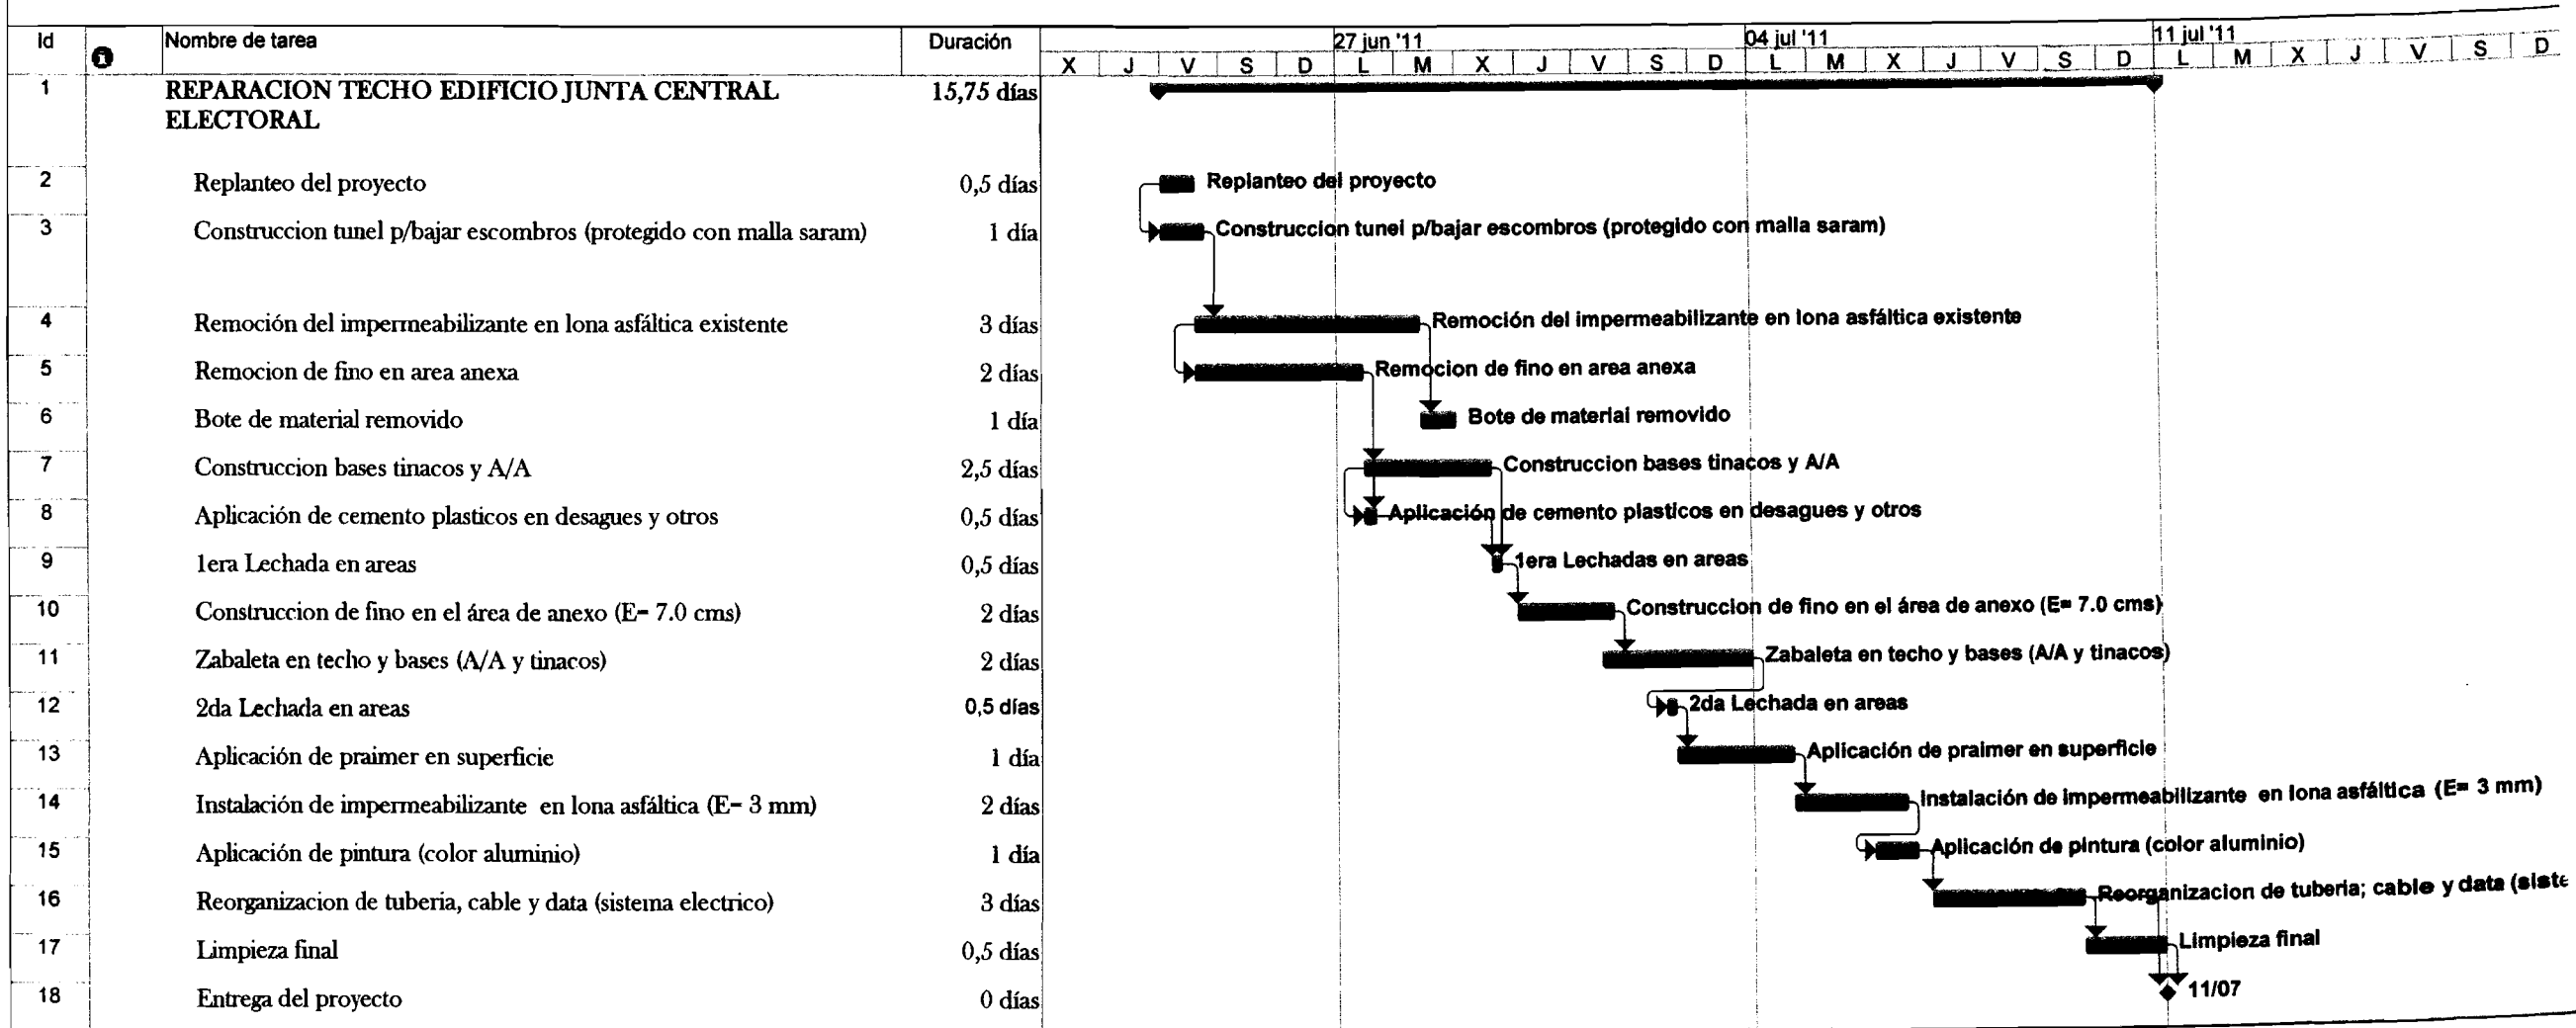 Id Nombre de tarea Duración 27 jun '11 04 jul '11 11 jul '11
X J V S D L M X J V S D L M X J V S D L M X J V S D
1 REPARACION TECHO EDIFICIO JUNTA CENTRAL 15,75 días
ELECTORAL
2 Replanteo del proyecto 0,5 días Replanteo del proyecto
3 Construccion tunel p/bajar escombros (protegido con malla saram) 1 día Construccion tunel p/bajar escombros (protegido con malla saram)
4 Remoción del impermeabilizante en lona asfáltica existente 3 días Remoción del impermeabilizante en lona asfáltica existente
5 Remocion de fino en area anexa 2 días Remocion de fino en area anexa
6 Bote de material removido 1 día Bote de material removido
7 Construccion bases tinacos y A/A 2,5 días Construccion bases tinacos y A/A
8 Aplicación de cemento plasticos en desagues y otros 0,5 días Aplicación de cemento plasticos en desagues y otros
9 1era Lechada en areas 0,5 días 1era Lechadas en areas
10 Construccion de fino en el área de anexo (E= 7.0 cms) 2 días Construccion de fino en el área de anexo (E= 7.0 cms)
11 Zabaleta en techo y bases (A/A y tinacos) 2 días Zabaleta en techo y bases (A/A y tinacos)
12 2da Lechada en areas 0,5 días 2da Lechada en areas
13 Aplicación de praimer en superficie 1 día Aplicación de praimer en superficie
14 Instalación de impermeabilizante en lona asfáltica (E= 3 mm) 2 días Instalación de impermeabilizante en lona asfáltica (E= 3 mm)
15 Aplicación de pintura (color aluminio) 1 día Aplicación de pintura (color aluminio)
16 Reorganizacion de tuberia, cable y data (sistema electrico) 3 días Reorganizacion de tuberia; cable y data (siste
17 Limpieza final 0,5 días Limpieza final
18 Entrega del proyecto 0 días 11/07